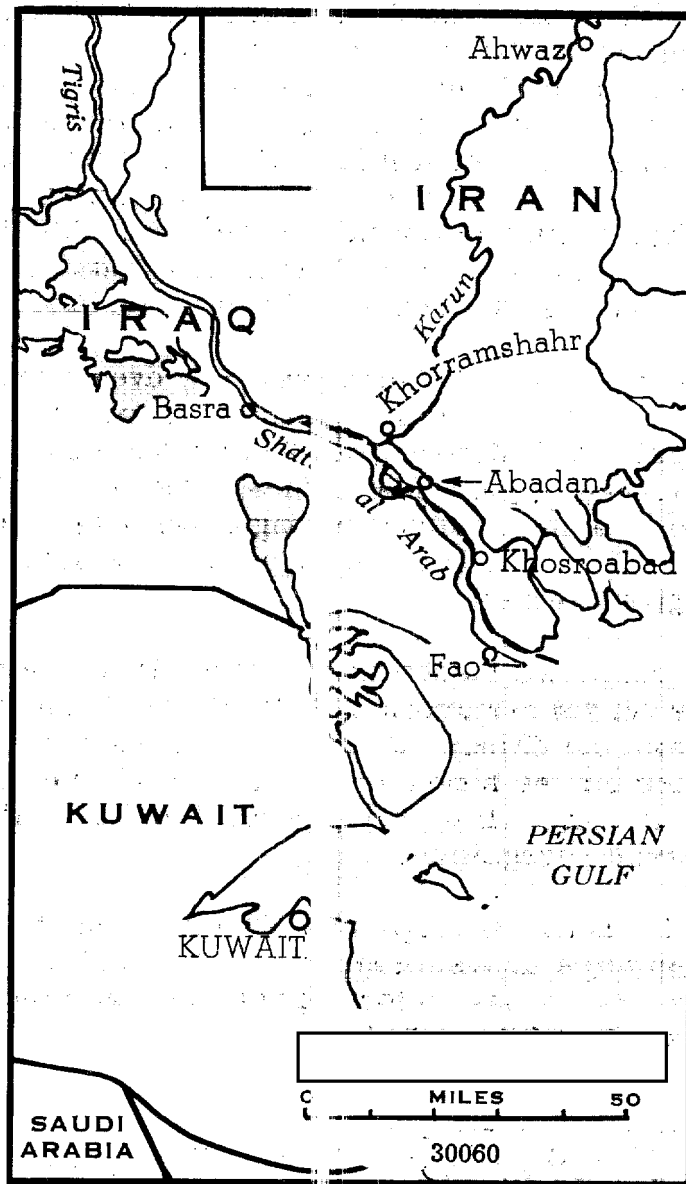 Ahwaz
Tigris
IRAN
Karun
IRAQ
Khorramshahr
Basra
Shatt
al
Arab
Abadan
Khosroabad
Fao
KUWAIT
PERSIAN
GULF
KUWAIT
0 MILES 50
SAUDI
ARABIA
30060